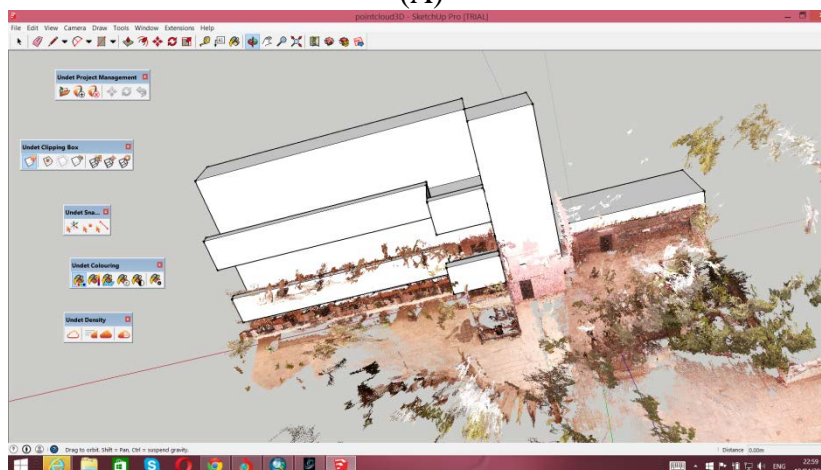 (A)
pointcloud3D - SketchUp Pro [TRIAL]
File Edit View Camera Draw Tools Window Extensions Help
Undet Project Management
Undet Clipping Box
Undet Sna...
Undet Colouring
Undet Density
Drag to orbit. Shift = Pan, Ctrl = suspend gravity.
Distance 0.00m
ENG 22:59